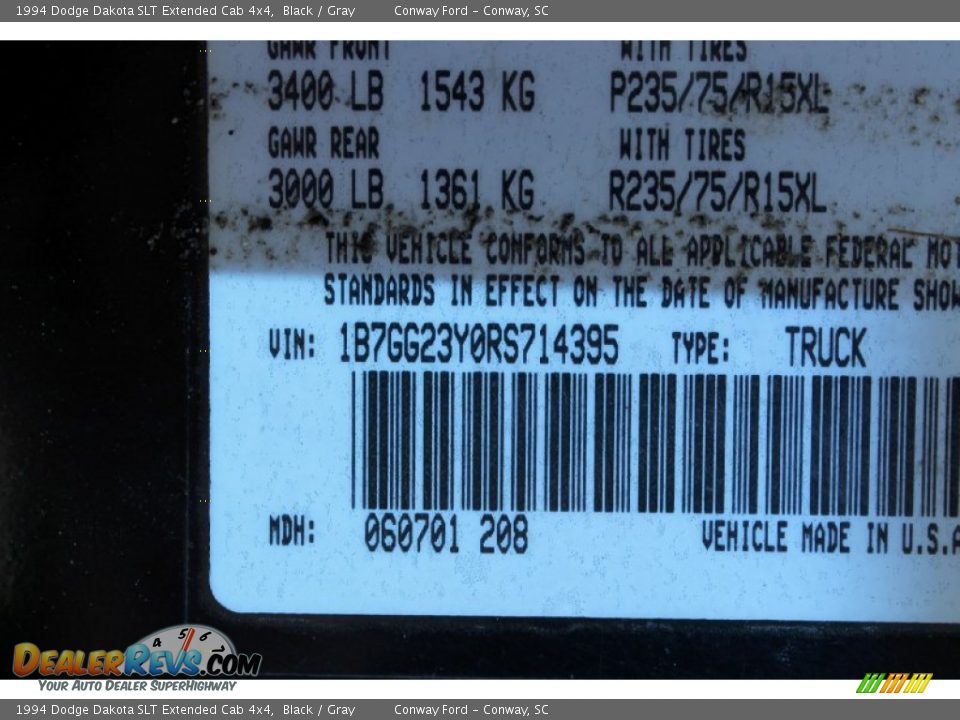 1994 Dodge Dakota SLT Extended Cab 4x4, Black / Gray Conway Ford - Conway, SC
GAWR FRONT WITH TIRES
3400 LB 1543 KG P235/75/R15XL
GAWR REAR WITH TIRES
3000 LB 1361 KG R235/75/R15XL
THIS VEHICLE CONFORMS TO ALL APPLICABLE FEDERAL MOT
STANDARDS IN EFFECT ON THE DATE OF MANUFACTURE SHOW
VIN: 1B7GG23Y0RS714395 TYPE: TRUCK
MDH: 060701 208 VEHICLE MADE IN U.S.A
4 5 6
DEALERREVS.COM
YOUR AUTO DEALER SUPERHIGHWAY
1994 Dodge Dakota SLT Extended Cab 4x4, Black / Gray Conway Ford - Conway, SC